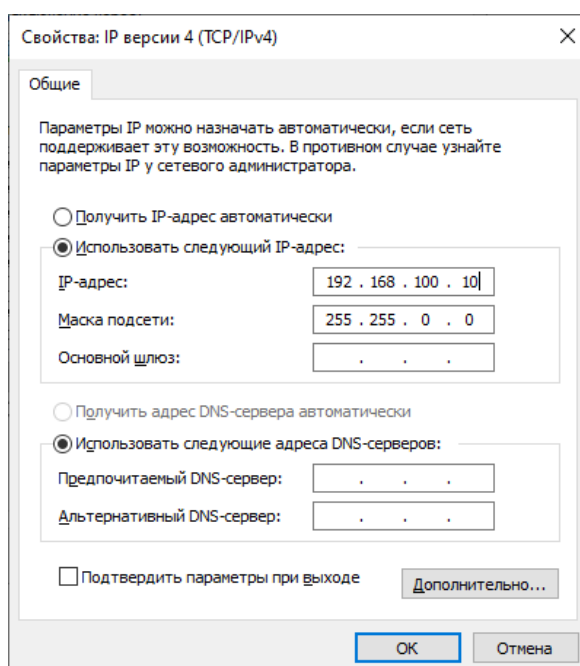 Свойства: IP версии 4 (TCP/IPv4)
Общие
Параметры IP можно назначать автоматически, если сеть
поддерживает эту возможность. В противном случае узнайте
параметры IP у сетевого администратора.
Получить IP-адрес автоматически
Использовать следующий IP-адрес:
IP-адрес: 192 . 168 . 100 . 10
Маска подсети: 255 . 255 . 0 . 0
Основной шлюз: . . .
Получить адрес DNS-сервера автоматически
Использовать следующие адреса DNS-серверов:
Предпочитаемый DNS-сервер: . . .
Альтернативный DNS-сервер: . . .
Подтвердить параметры при выходе
Дополнительно...
ОК
Отмена